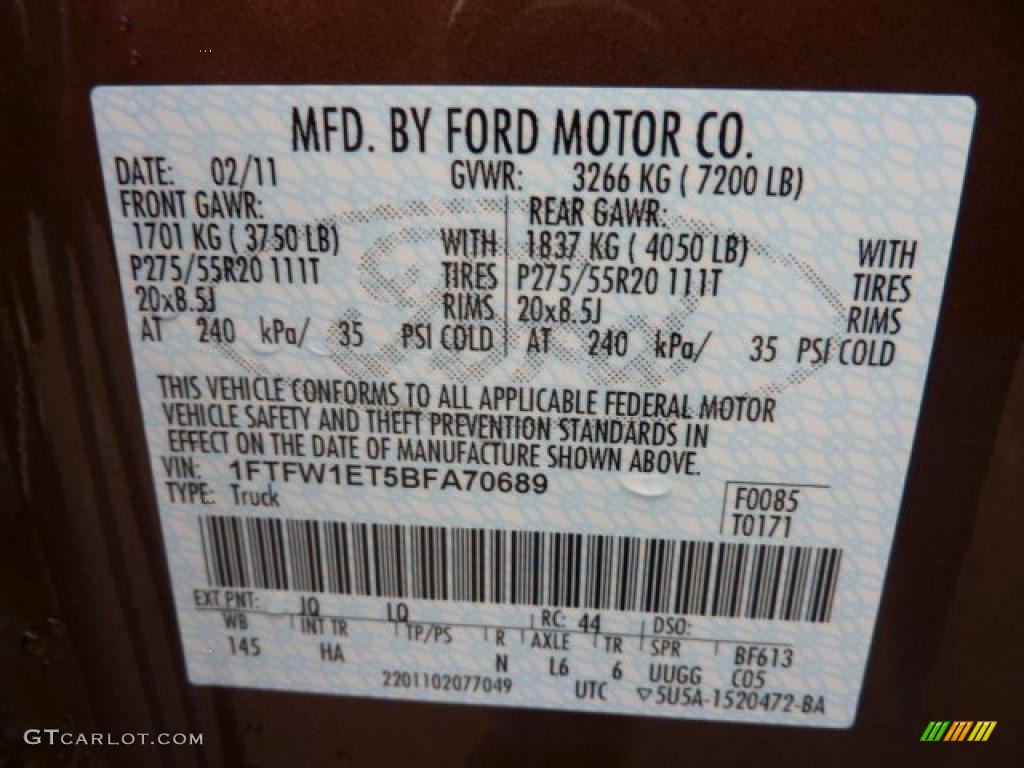 MFD. BY FORD MOTOR CO.
DATE: 02/11 GVWR: 3266 KG ( 7200 LB)
FRONT GAWR: REAR GAWR:
1701 KG ( 3750 LB) WITH 1837 KG ( 4050 LB) WITH
P275/55R20 111T TIRES P275/55R20 111T TIRES
20x8.5J RIMS 20x8.5J RIMS
AT 240 kPa/ 35 PSI COLD AT 240 kPa/ 35 PSI COLD
THIS VEHICLE CONFORMS TO ALL APPLICABLE FEDERAL MOTOR
VEHICLE SAFETY AND THEFT PREVENTION STANDARDS IN
EFFECT ON THE DATE OF MANUFACTURE SHOWN ABOVE.
VIN: 1FTFW1ET5BFA70689
TYPE: Truck
F0085
T0171
EXT PNT: JQ LQ RC: 44 DSO:
WB INT TR TP/PS R AXLE TR SPR BF613
145 HA N L6 6 UUGG C05
2201102077049 UTC ▽5U5A-1520472-BA
GTCARLOT.COM